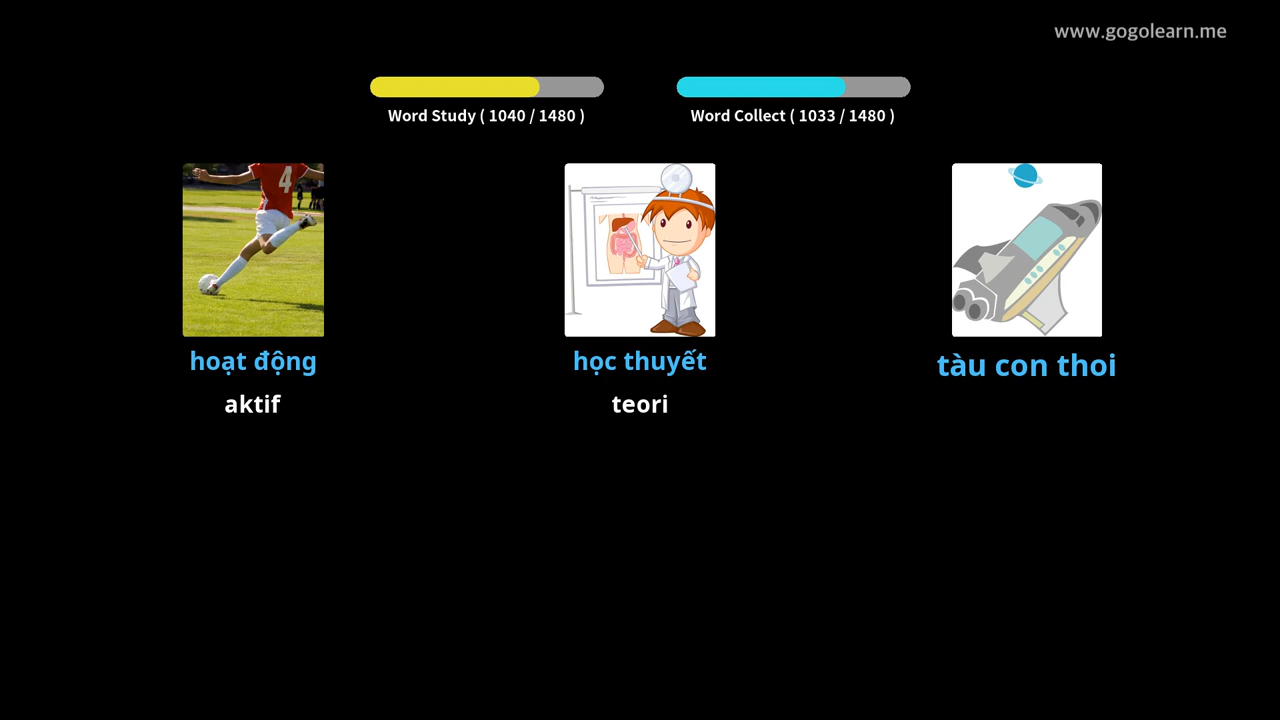 www.gogolearn.me
Word Study ( 1040 / 1480 )
Word Collect ( 1033 / 1480 )
4
hoạt động
học thuyết
tàu con thoi
aktif
teori